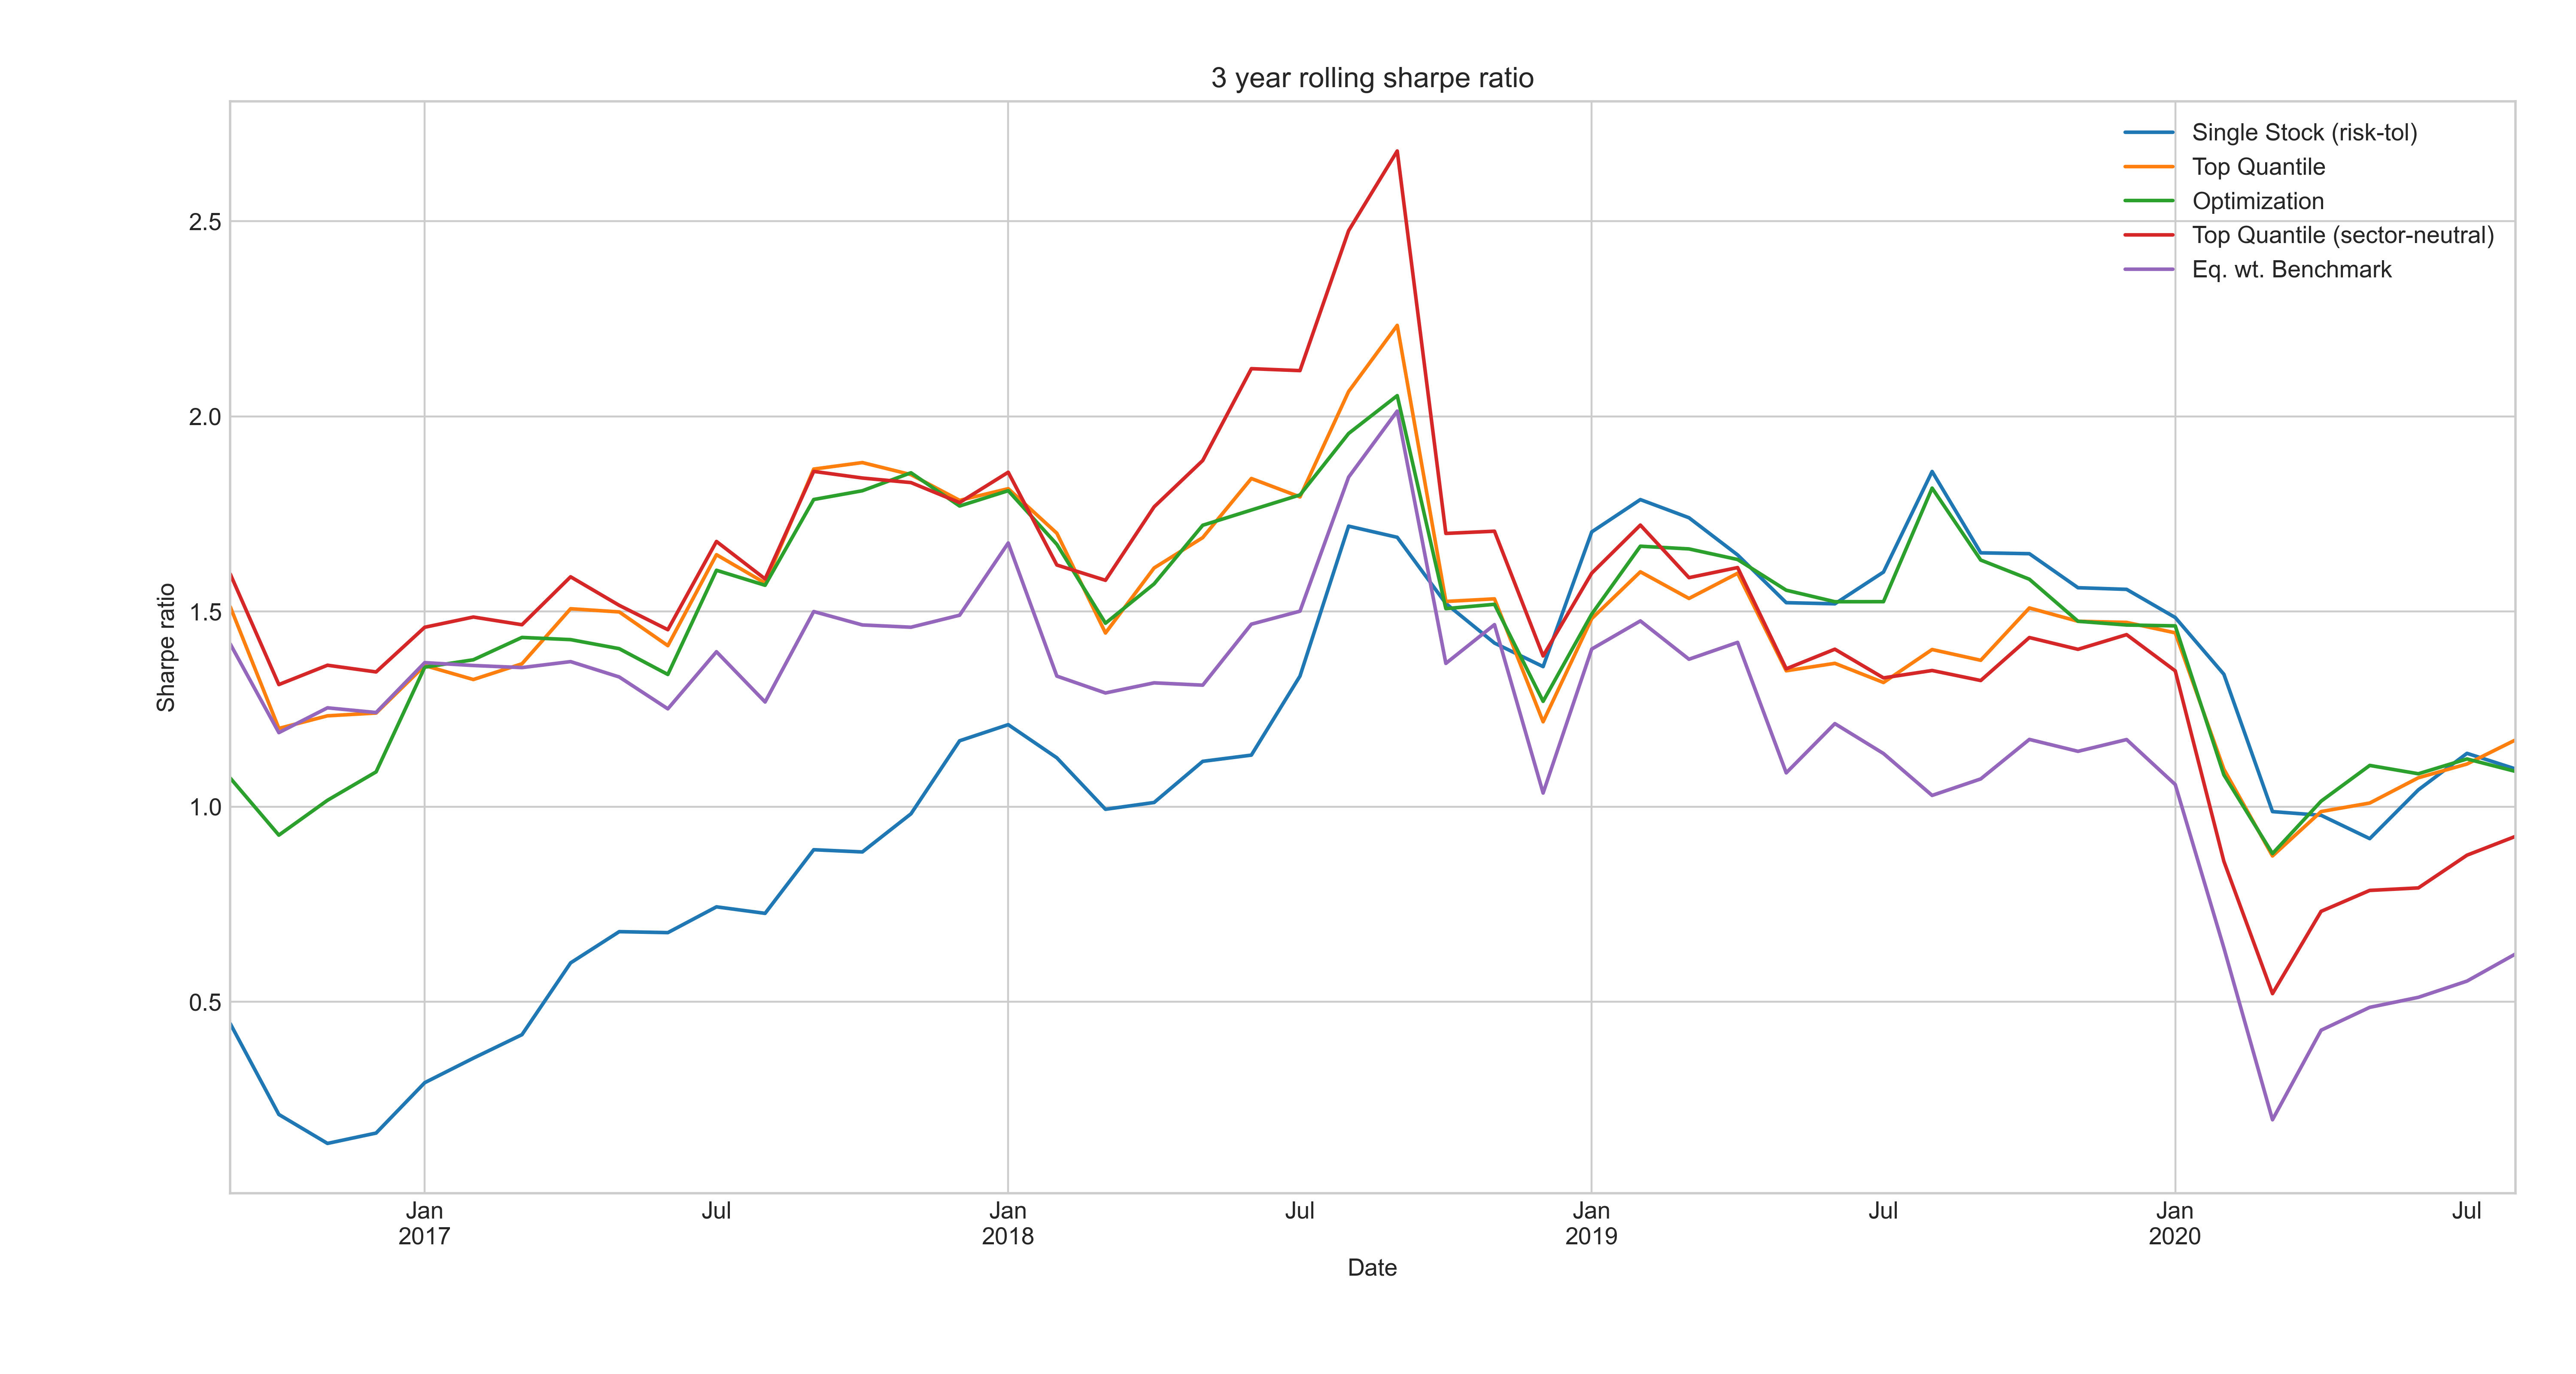 3 year rolling sharpe ratio
Single Stock (risk-tol)
Top Quantile
Optimization
Top Quantile (sector-neutral)
Eq. wt. Benchmark
Sharpe ratio
2.5
2.0
1.5
1.0
0.5
Jan Jul Jan Jul Jan Jul Jan Jul
2017 2018 2019 2020
Date